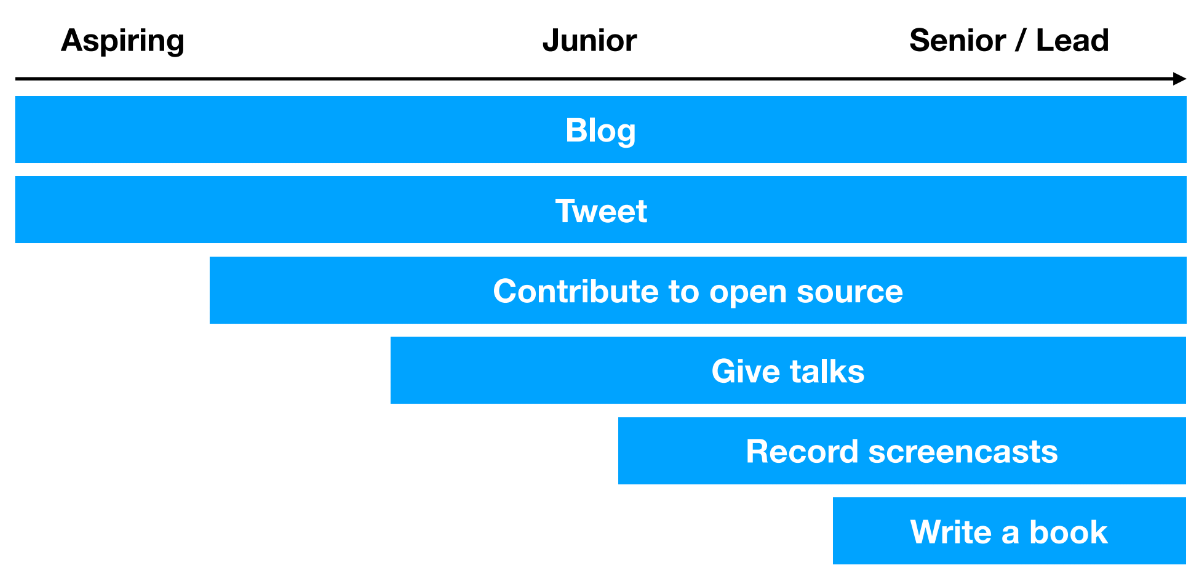 Aspiring Junior Senior / Lead
Blog
Tweet
Contribute to open source
Give talks
Record screencasts
Write a book